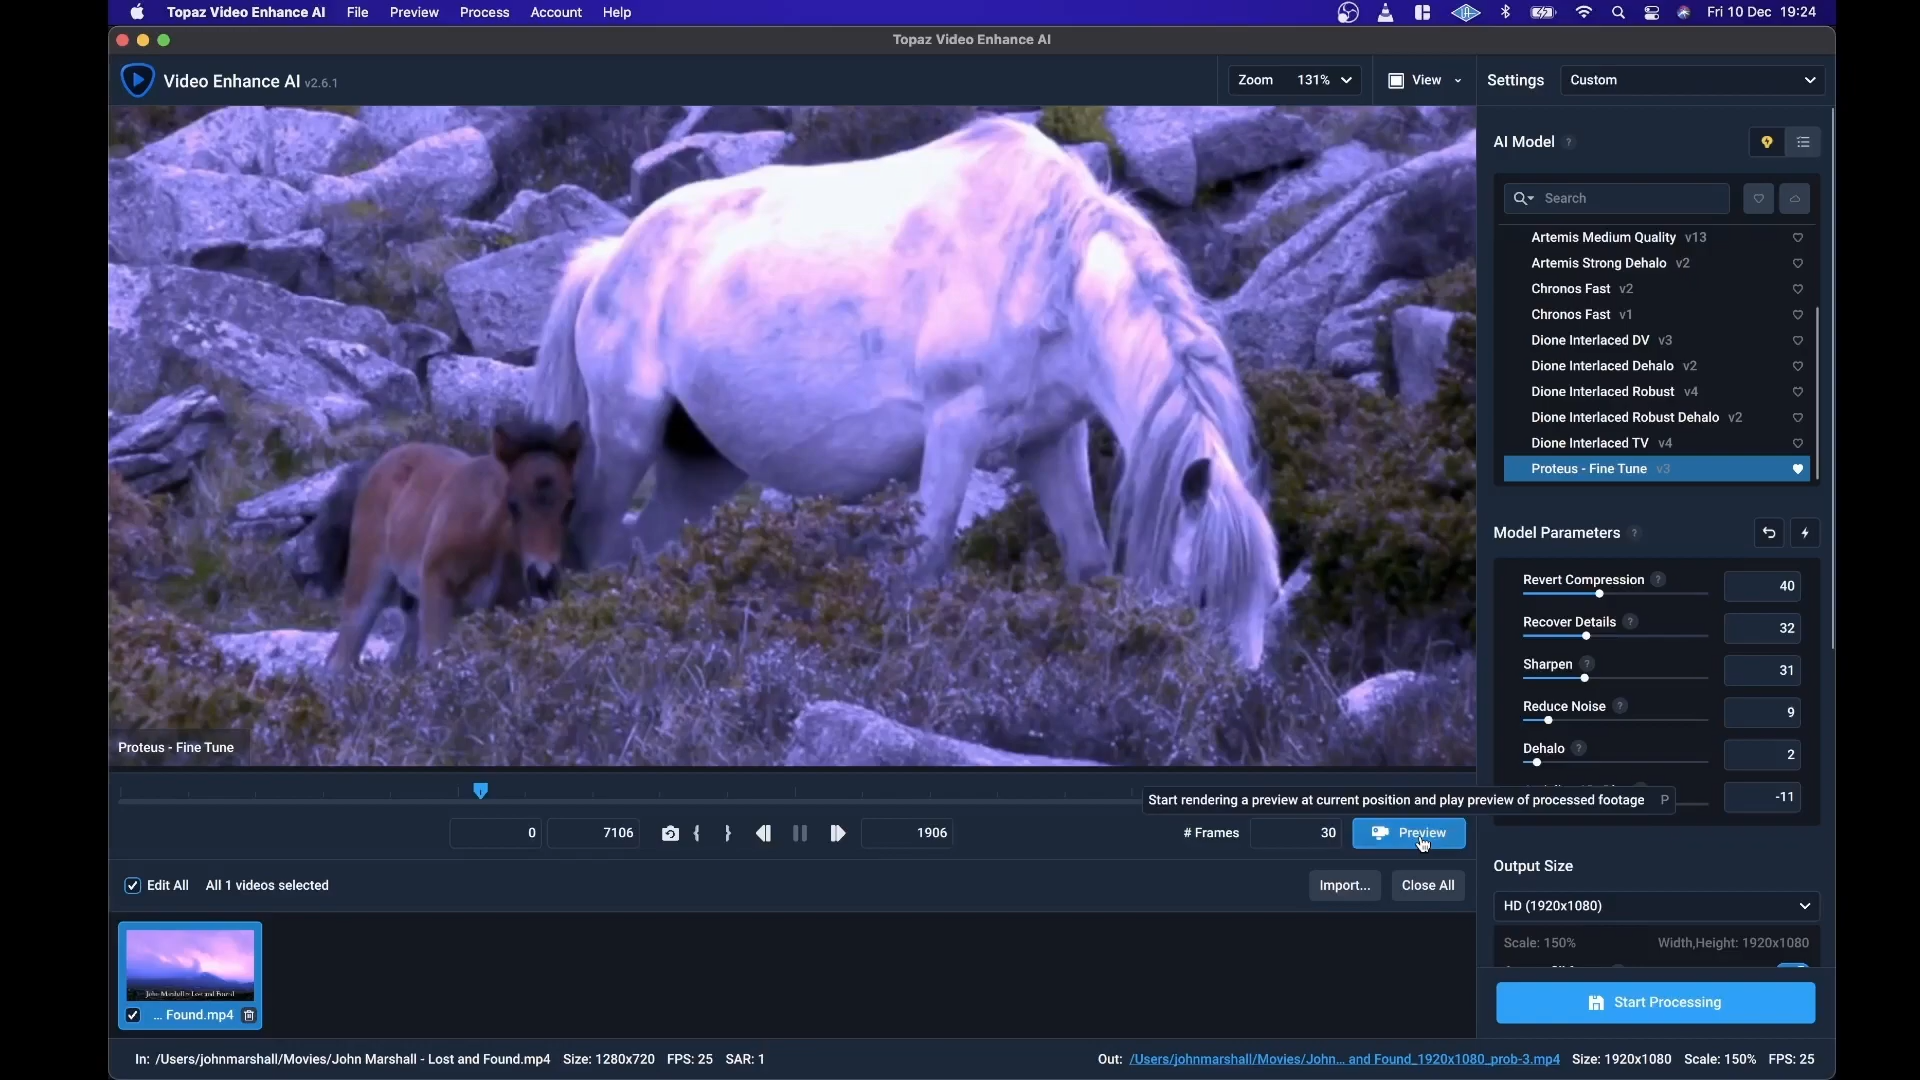 Topaz Video Enhance AI File Preview Process Account Help Fri 10 Dec 19:24
Topaz Video Enhance AI
Video Enhance AI v2.6.1 Zoom 131% View Settings Custom
AI Model ?
Search
Artemis Medium Quality v13
Artemis Strong Dehalo v2
Chronos Fast v2
Chronos Fast v1
Dione Interlaced DV v3
Dione Interlaced Dehalo v2
Dione Interlaced Robust v4
Dione Interlaced Robust Dehalo v2
Dione Interlaced TV v4
Proteus - Fine Tune v3
Model Parameters ?
Revert Compression ? 40
Recover Details ? 32
Sharpen ? 31
Reduce Noise ? 9
Dehalo ? 2
-11
Proteus - Fine Tune
Start rendering a preview at current position and play preview of processed footage P
0 7106 { } 1906 # Frames 30 Preview
Output Size
HD (1920x1080)
Scale: 150% Width,Height: 1920x1080
Edit All All 1 videos selected Import... Close All
John Marshall - Lost and Found
... Found.mp4
Start Processing
In: /Users/johnmarshall/Movies/John Marshall - Lost and Found.mp4 Size: 1280x720 FPS: 25 SAR: 1 Out: /Users/johnmarshall/Movies/John... and Found_1920x1080_prob-3.mp4 Size: 1920x1080 Scale: 150% FPS: 25